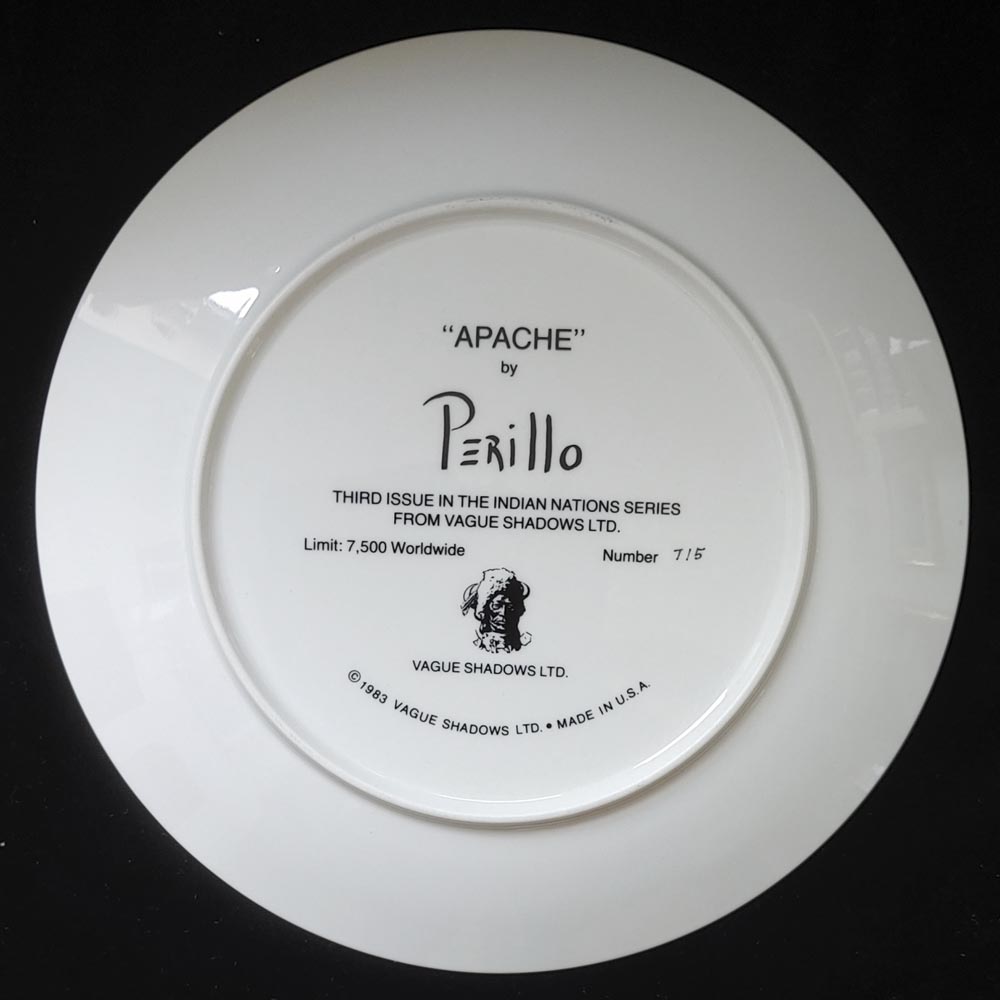 “APACHE”
by
Perillo
THIRD ISSUE IN THE INDIAN NATIONS SERIES
FROM VAGUE SHADOWS LTD.
Limit: 7,500 Worldwide Number 715
VAGUE SHADOWS LTD.
©1983 VAGUE SHADOWS LTD. • MADE IN U.S.A.